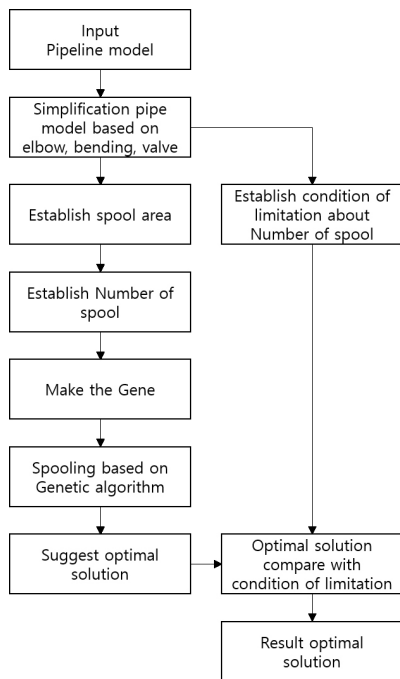 Input
Pipeline model
Simplification pipe
model based on
elbow, bending, valve
Establish spool area
Establish condition of
limitation about
Number of spool
Establish Number of
spool
Make the Gene
Spooling based on
Genetic algorithm
Suggest optimal
solution
Optimal solution
compare with
condition of limitation
Result optimal
solution